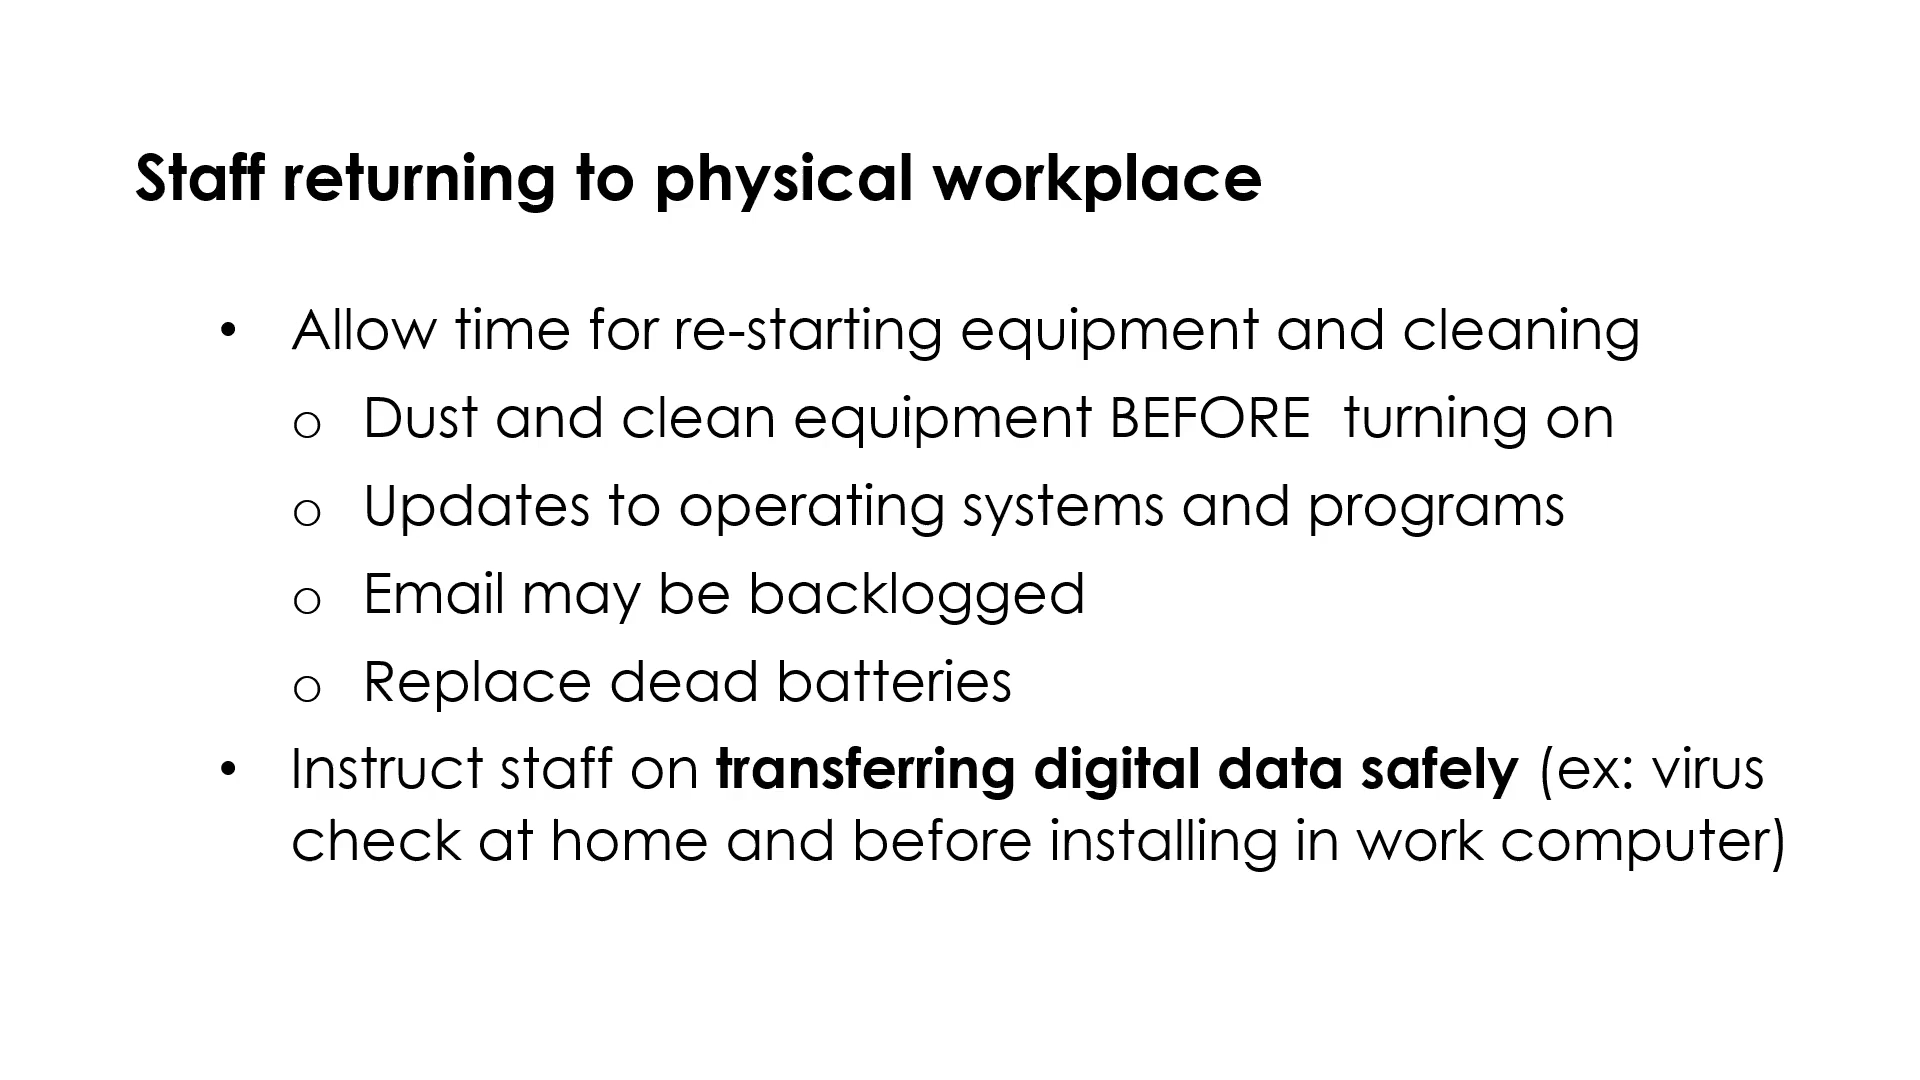 Staff returning to physical workplace
• Allow time for re-starting equipment and cleaning
o Dust and clean equipment BEFORE  turning on
o Updates to operating systems and programs
o Email may be backlogged
o Replace dead batteries
• Instruct staff on transferring digital data safely (ex: virus
check at home and before installing in work computer)